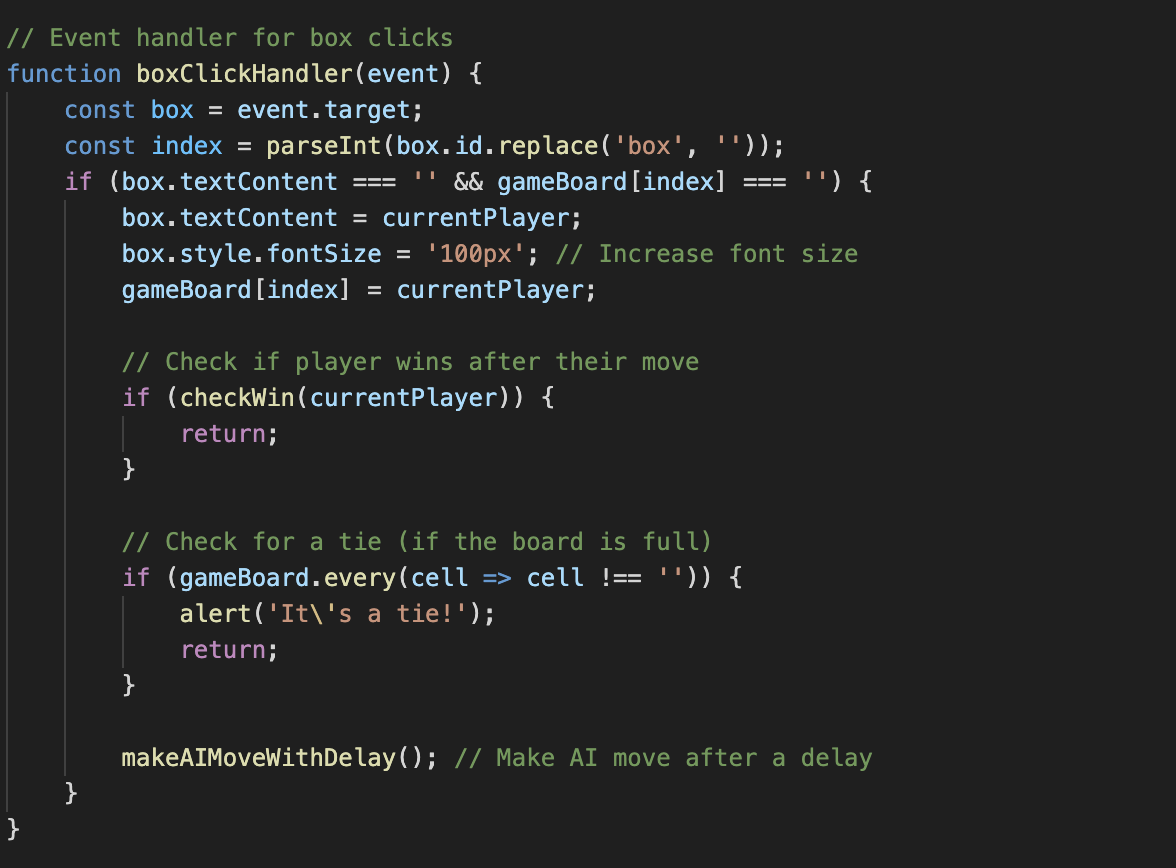 // Event handler for box clicks
function boxClickHandler(event) {
    const box = event.target;
    const index = parseInt(box.id.replace('box', ''));
    if (box.textContent === '' && gameBoard[index] === '') {
        box.textContent = currentPlayer;
        box.style.fontSize = '100px'; // Increase font size
        gameBoard[index] = currentPlayer;

        // Check if player wins after their move
        if (checkWin(currentPlayer)) {
            return;
        }

        // Check for a tie (if the board is full)
        if (gameBoard.every(cell => cell !== '')) {
            alert('It\'s a tie!');
            return;
        }

        makeAIMoveWithDelay(); // Make AI move after a delay
    }
}